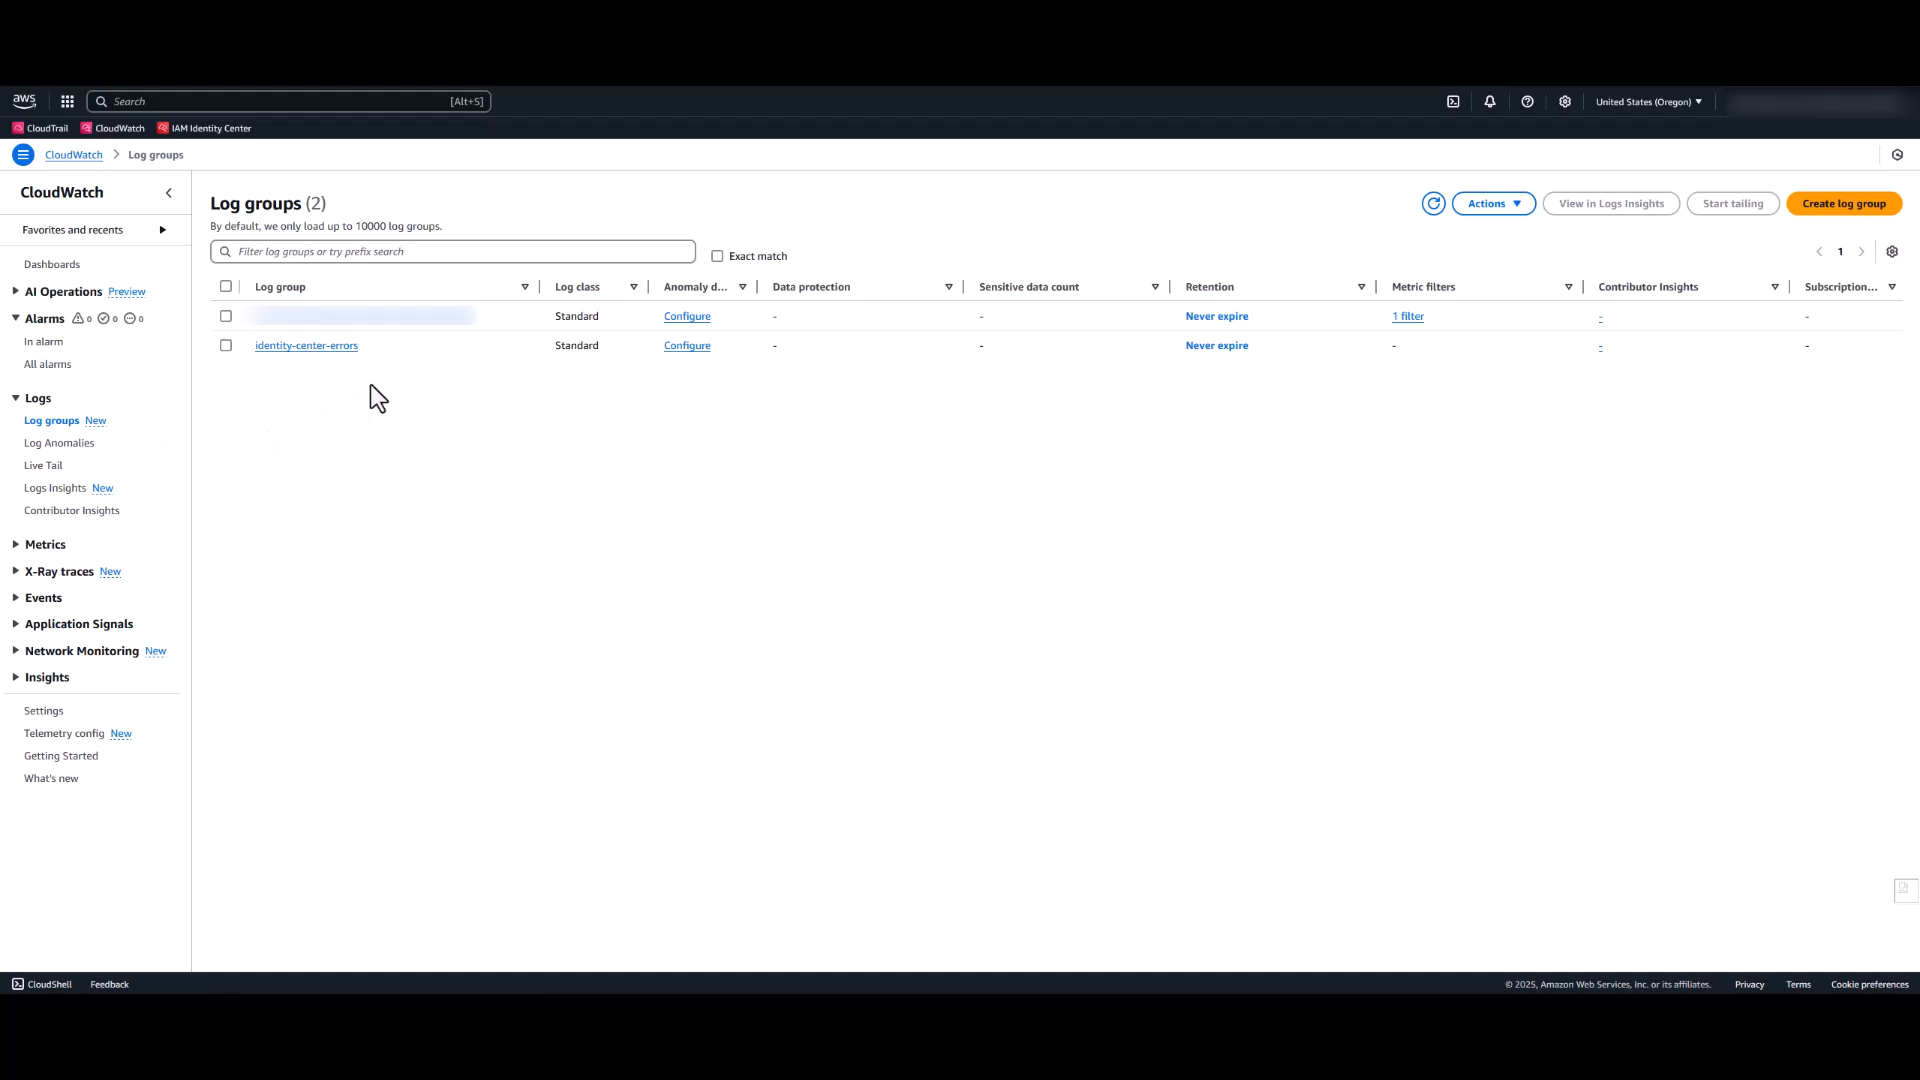 aws
Search [Alt+S] United States (Oregon)
CloudTrail CloudWatch IAM Identity Center
CloudWatch Log groups
CloudWatch
Favorites and recents
Dashboards
AI Operations Preview
Alarms 0 0 0
In alarm
All alarms
Logs
Log groups New
Log Anomalies
Live Tail
Logs Insights New
Contributor Insights
Metrics
X-Ray traces New
Events
Application Signals
Network Monitoring New
Insights
Settings
Telemetry config New
Getting Started
What's new
Log groups (2)
Actions View in Logs Insights Start tailing Create log group
By default, we only load up to 10000 log groups.
Filter log groups or try prefix search Exact match 1
Log group Log class Anomaly d... Data protection Sensitive data count Retention Metric filters Contributor Insights Subscription...
Standard Configure - - Never expire 1 filter - -
identity-center-errors Standard Configure - - Never expire - - -
CloudShell Feedback © 2025, Amazon Web Services, Inc. or its affiliates. Privacy Terms Cookie preferences